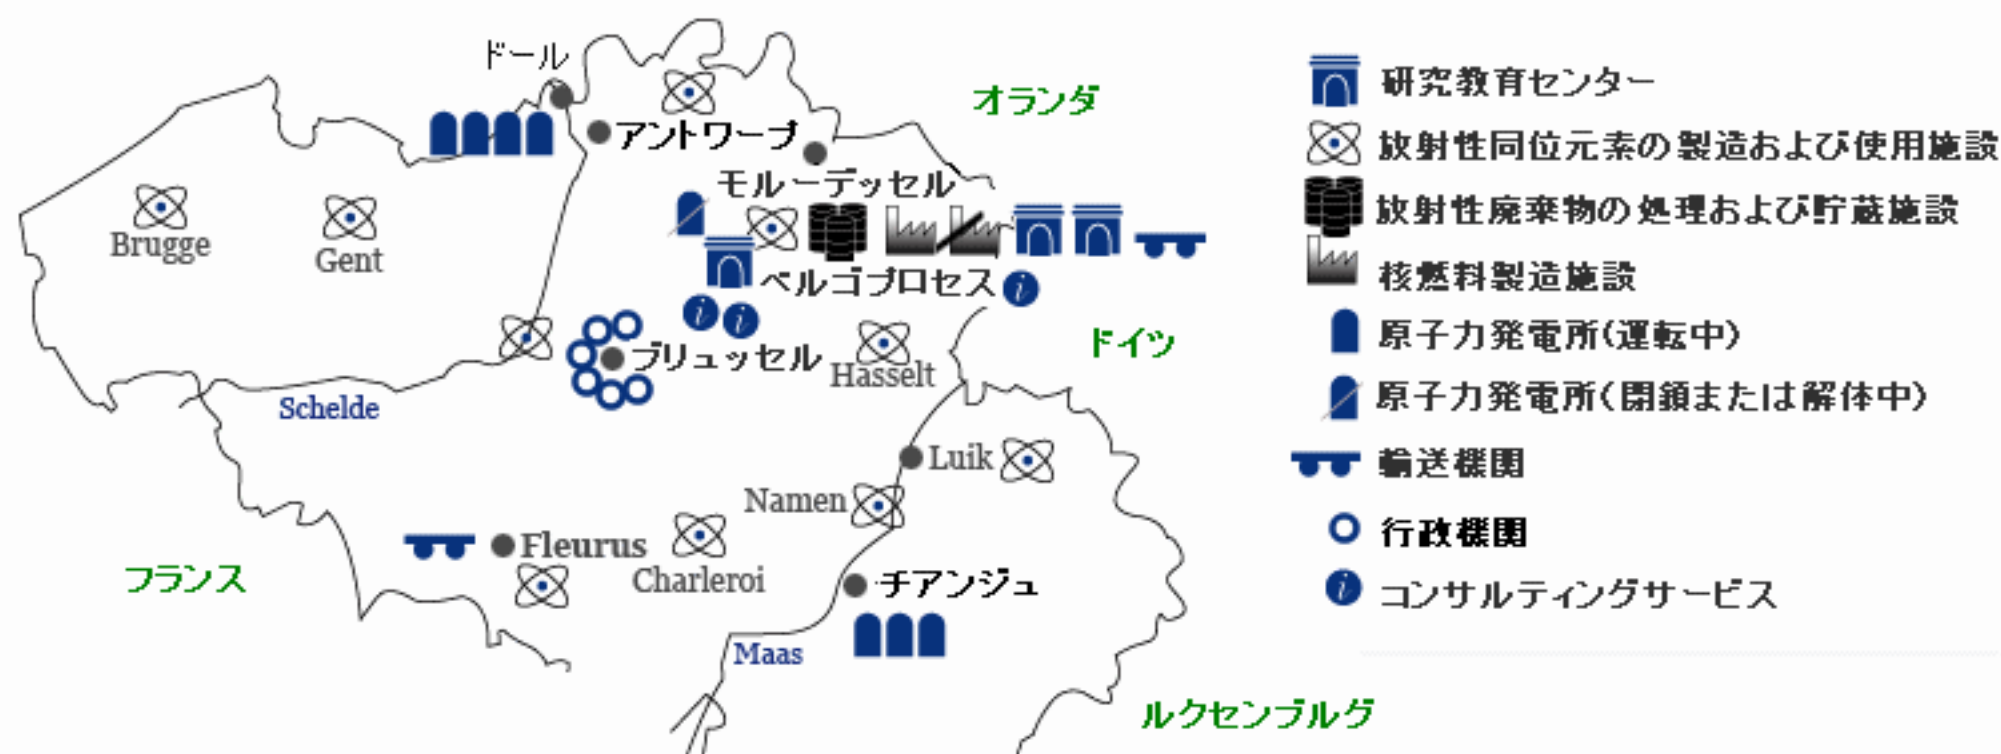 ドール
アントワープ
オランダ
モルーデッセル
Brugge
Gent
ベルゴプロセス
ブリュッセル
Hasselt
ドイツ
Schelde
Luik
Namen
Fleurus
Charleroi
フランス
チアンジュ
Maas
ルクセンブルグ
研究教育センター
放射性同位元素の製造および使用施設
放射性廃棄物の処理および貯蔵施設
核燃料製造施設
原子力発電所(運転中)
原子力発電所(閉鎖または解体中)
輸送機関
行政機関
コンサルティングサービス